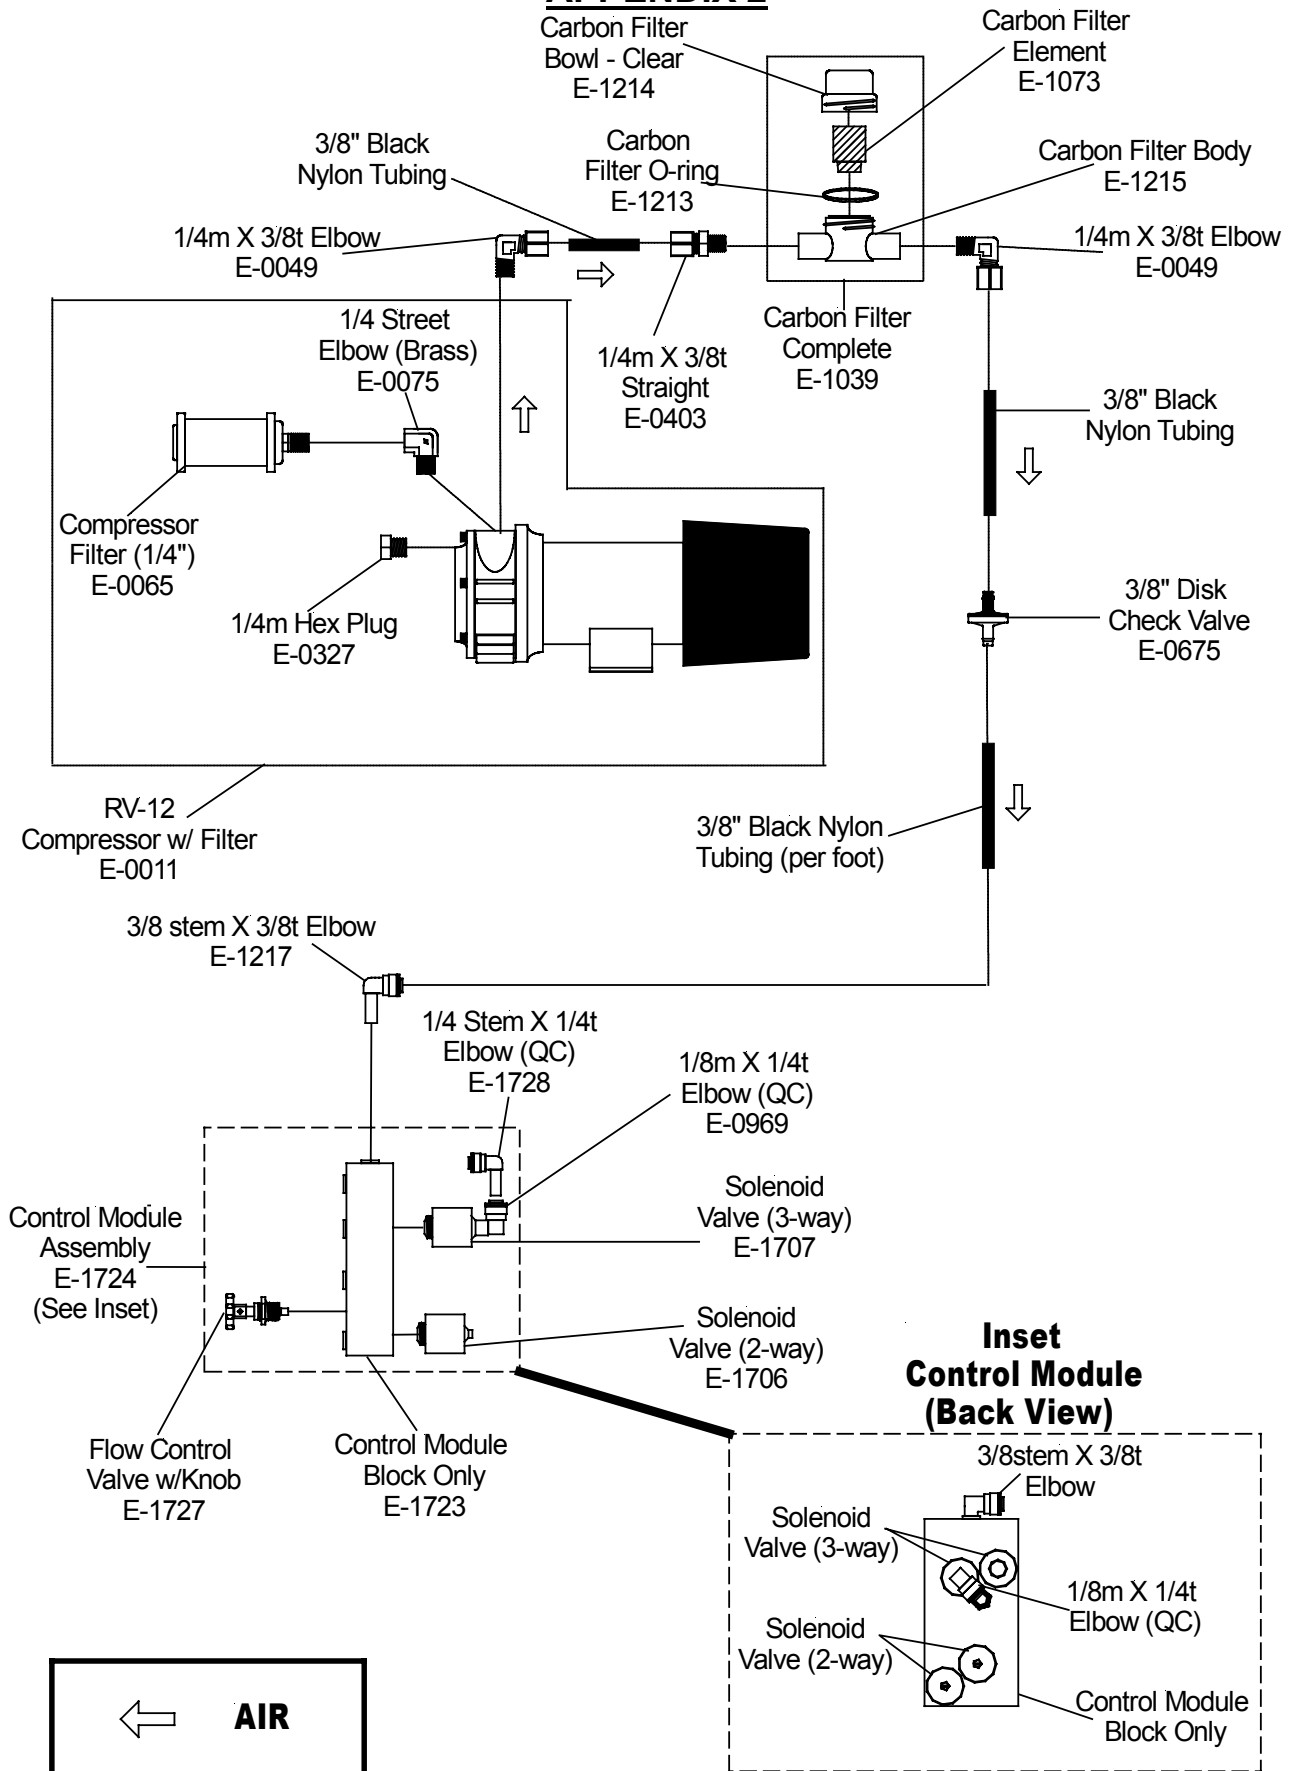 Carbon Filter
Bowl - Clear
E-1214
Carbon Filter
Element
E-1073
3/8" Black
Nylon Tubing
Carbon
Filter O-ring
E-1213
Carbon Filter Body
E-1215
1/4m X 3/8t Elbow
E-0049
1/4m X 3/8t Elbow
E-0049
1/4 Street
Elbow (Brass)
E-0075
1/4m X 3/8t
Straight
E-0403
Carbon Filter
Complete
E-1039
3/8" Black
Nylon Tubing
Compressor
Filter (1/4")
E-0065
1/4m Hex Plug
E-0327
3/8" Disk
Check Valve
E-0675
RV-12
Compressor w/ Filter
E-0011
3/8" Black Nylon
Tubing (per foot)
3/8 stem X 3/8t Elbow
E-1217
1/4 Stem X 1/4t
Elbow (QC)
E-1728
1/8m X 1/4t
Elbow (QC)
E-0969
Control Module
Assembly
E-1724
(See Inset)
Solenoid
Valve (3-way)
E-1707
Solenoid
Valve (2-way)
E-1706
Flow Control
Valve w/Knob
E-1727
Control Module
Block Only
E-1723
Inset
Control Module
(Back View)
3/8stem X 3/8t
Elbow
Solenoid
Valve (3-way)
1/8m X 1/4t
Elbow (QC)
Solenoid
Valve (2-way)
Control Module
Block Only
AIR